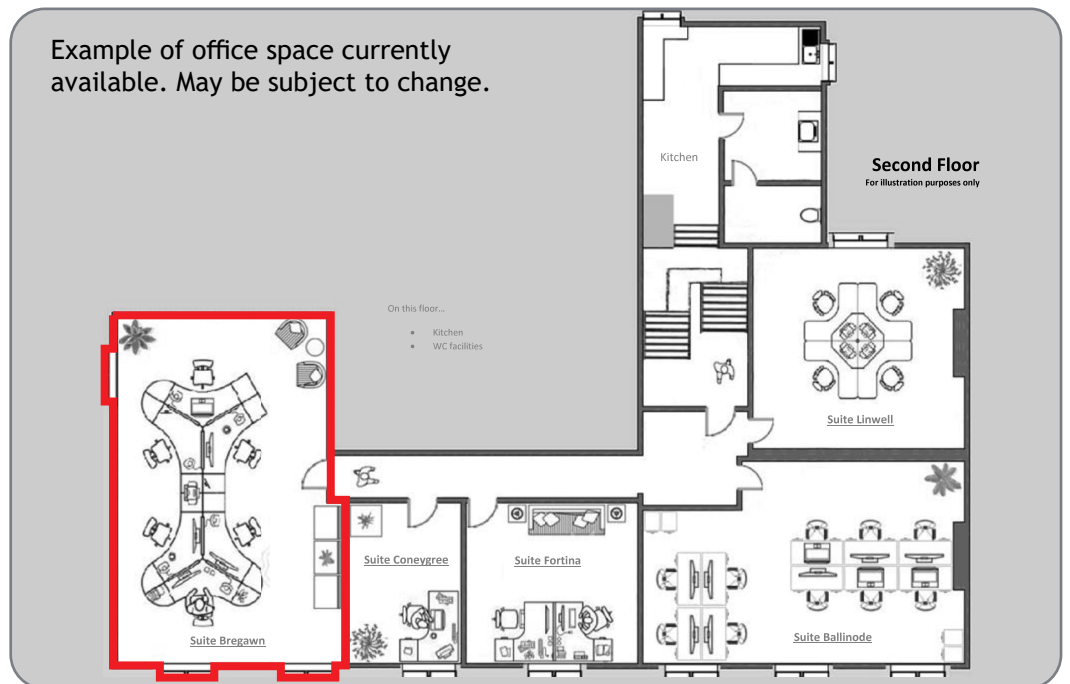 Example of office space currently
available. May be subject to change.
Kitchen
Second Floor
For illustration purposes only
On this floor...
• Kitchen
• WC facilities
Suite Linwell
Suite Coneygree
Suite Fortina
Suite Bregawn
Suite Ballinode